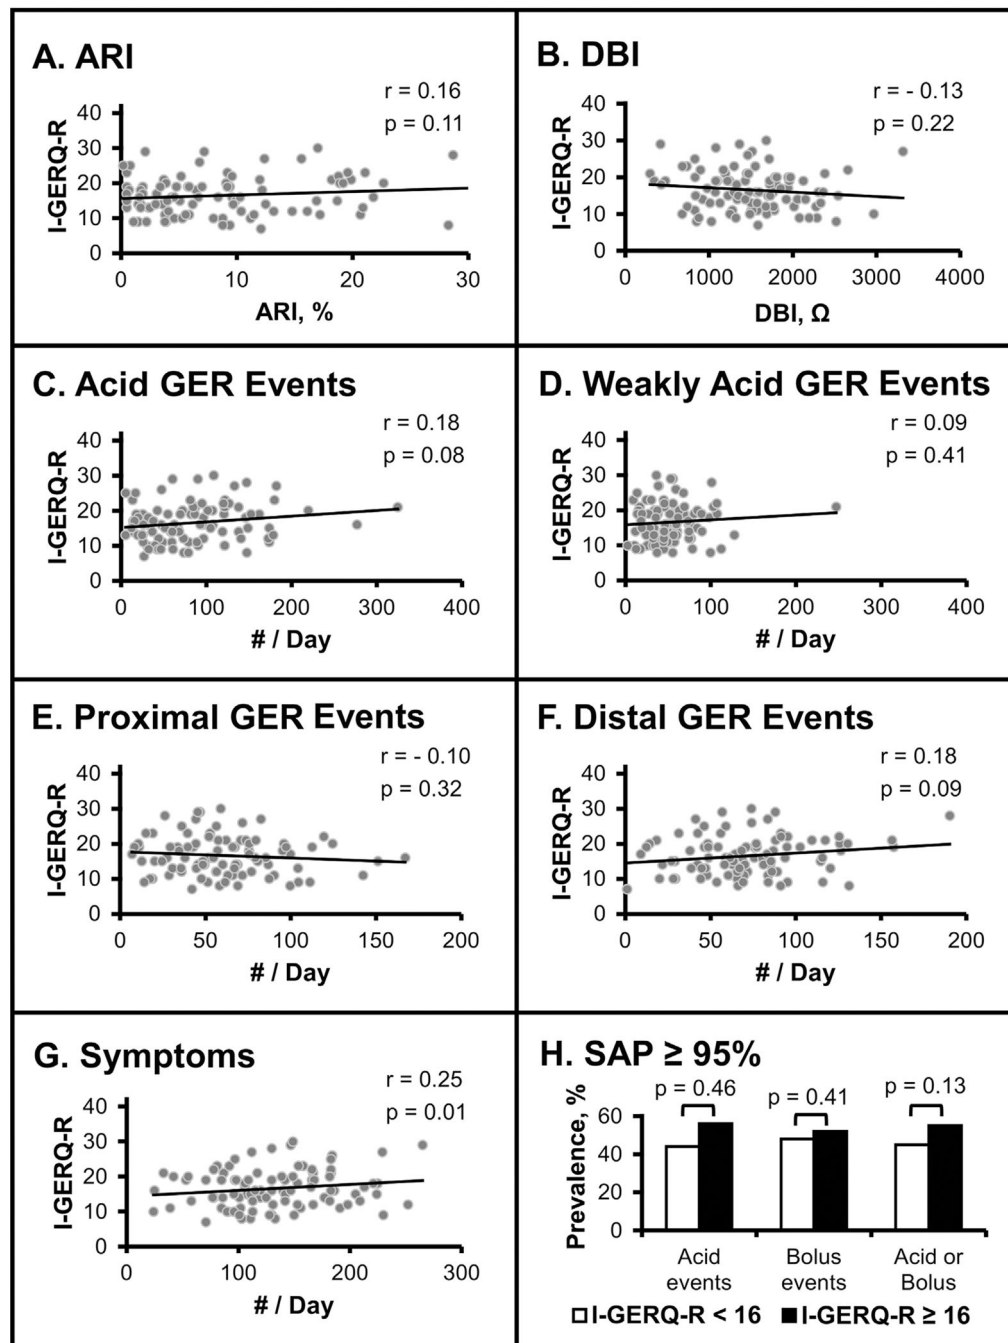 A. ARI
r = 0.16
p = 0.11
I-GERQ-R
40
30
20
10
0
0 10 20 30
ARI, %
B. DBI
r = - 0.13
p = 0.22
I-GERQ-R
40
30
20
10
0
0 1000 2000 3000 4000
DBI, Ω
C. Acid GER Events
r = 0.18
p = 0.08
I-GERQ-R
40
30
20
10
0
0 100 200 300 400
# / Day
D. Weakly Acid GER Events
r = 0.09
p = 0.41
I-GERQ-R
40
30
20
10
0
0 100 200 300 400
# / Day
E. Proximal GER Events
r = - 0.10
p = 0.32
I-GERQ-R
40
30
20
10
0
0 50 100 150 200
# / Day
F. Distal GER Events
r = 0.18
p = 0.09
I-GERQ-R
40
30
20
10
0
0 50 100 150 200
# / Day
G. Symptoms
r = 0.25
p = 0.01
I-GERQ-R
40
30
20
10
0
0 100 200 300
# / Day
H. SAP ≥ 95%
p = 0.46 p = 0.41 p = 0.13
Prevalence, %
60
40
20
0
Acid events
Bolus events
Acid or Bolus
I-GERQ-R < 16 I-GERQ-R ≥ 16